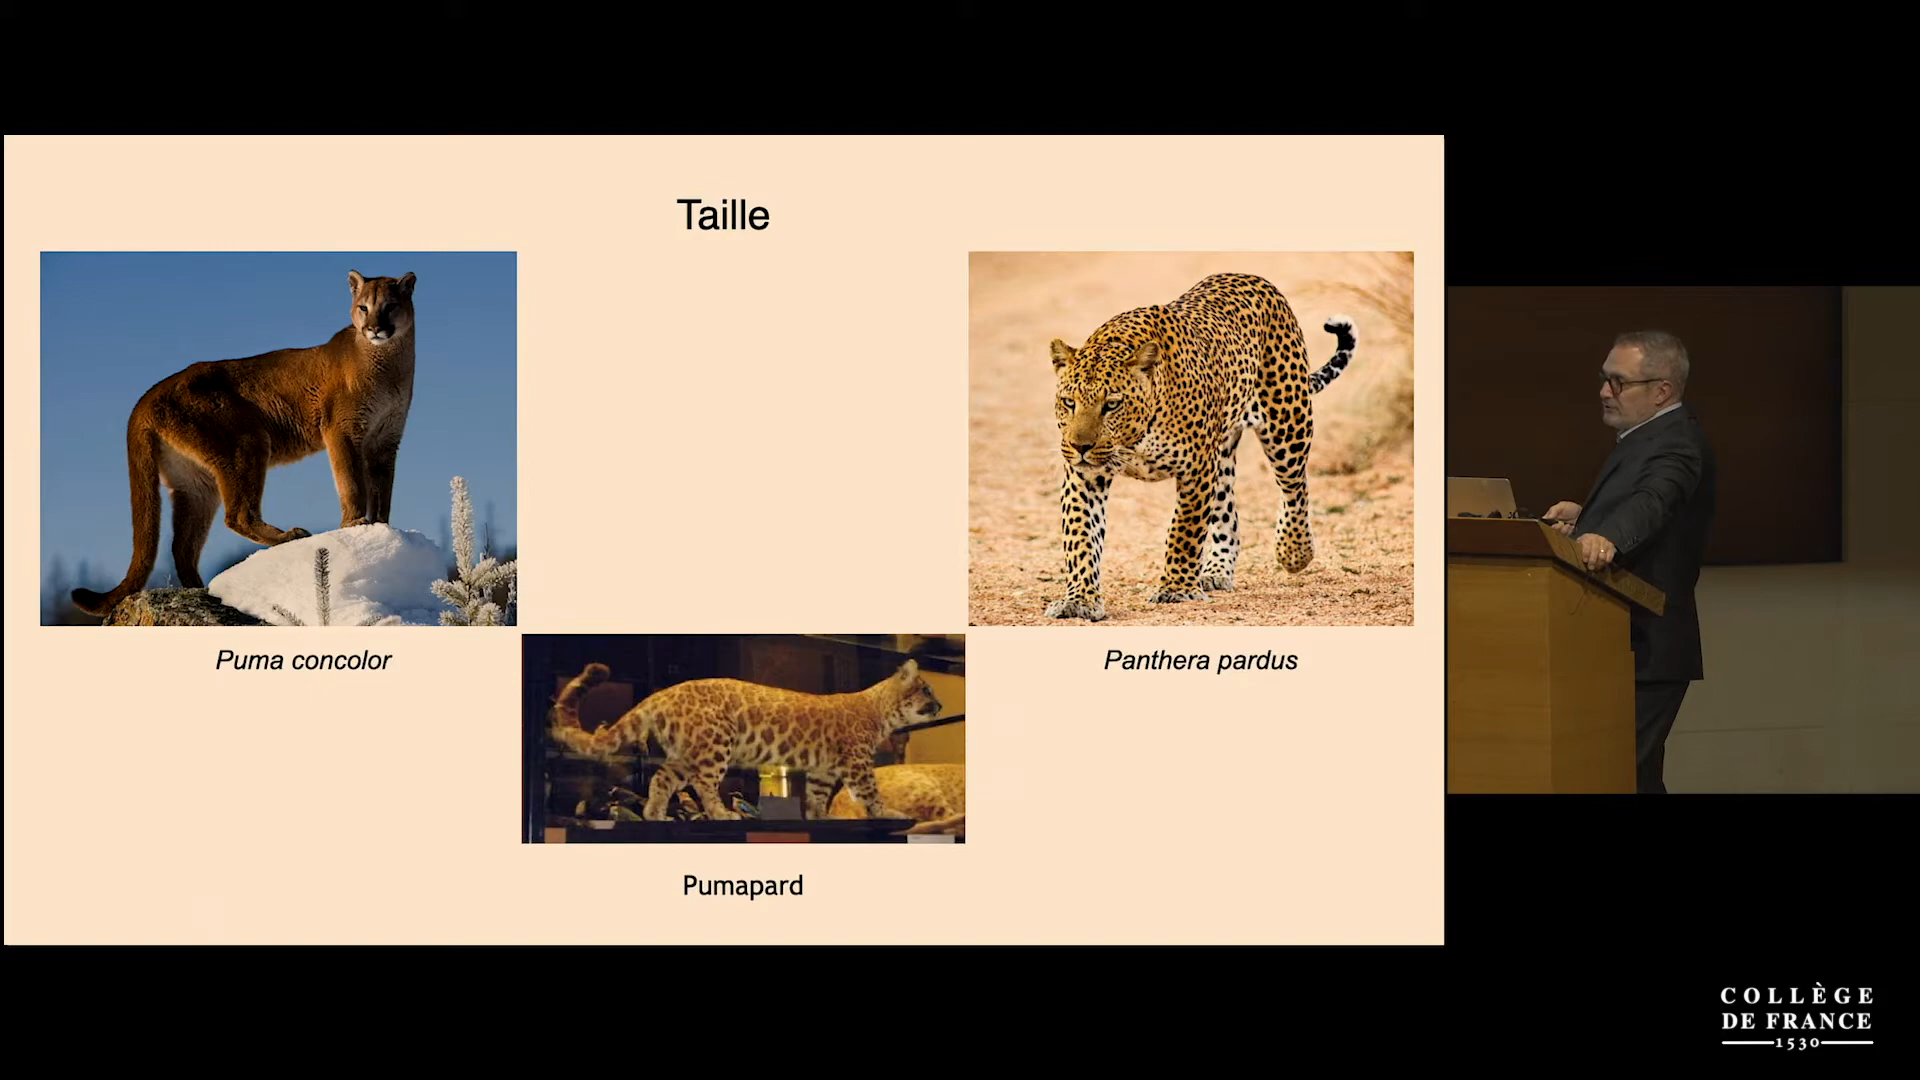 Taille
Puma concolor
Panthera pardus
Pumapard
COLLÈGE
DE FRANCE
1530